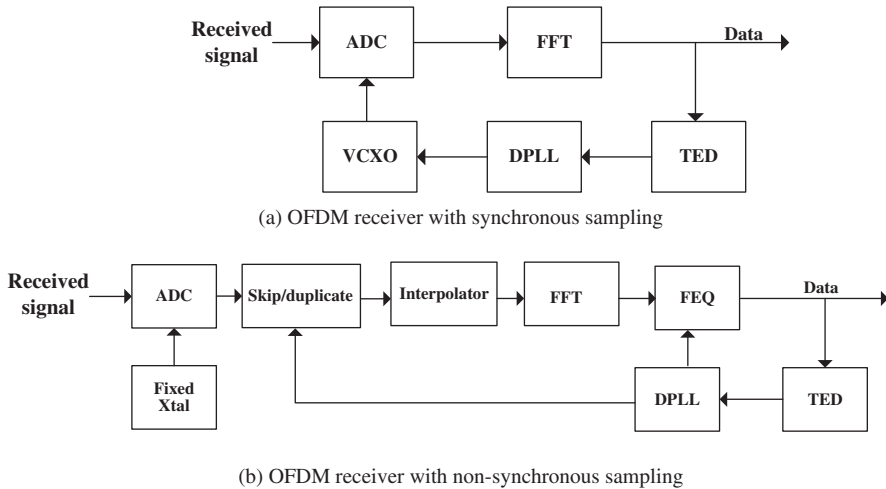 Received
signal
ADC
FFT
Data
VCXO
DPLL
TED
(a) OFDM receiver with synchronous sampling
Received
signal
ADC
Skip/duplicate
Interpolator
FFT
FEQ
Data
Fixed
Xtal
DPLL
TED
(b) OFDM receiver with non-synchronous sampling